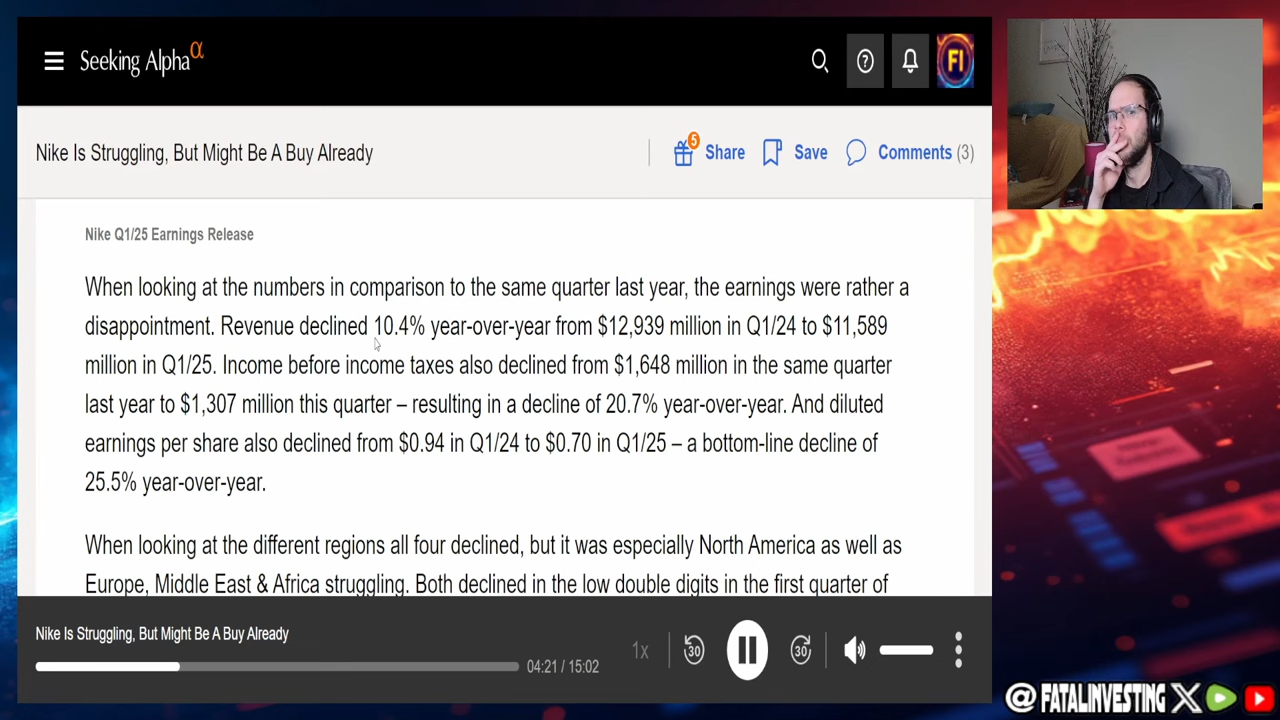 Seeking Alpha α
FI
Nike Is Struggling, But Might Be A Buy Already
5
Share
Save
Comments (3)
Nike Q1/25 Earnings Release
When looking at the numbers in comparison to the same quarter last year, the earnings were rather a
disappointment. Revenue declined 10.4% year-over-year from $12,939 million in Q1/24 to $11,589
million in Q1/25. Income before income taxes also declined from $1,648 million in the same quarter
last year to $1,307 million this quarter – resulting in a decline of 20.7% year-over-year. And diluted
earnings per share also declined from $0.94 in Q1/24 to $0.70 in Q1/25 – a bottom-line decline of
25.5% year-over-year.
When looking at the different regions all four declined, but it was especially North America as well as
Europe, Middle East & Africa struggling. Both declined in the low double digits in the first quarter of
Nike Is Struggling, But Might Be A Buy Already
1x
30
30
04:21 / 15:02
@FATALINVESTING X